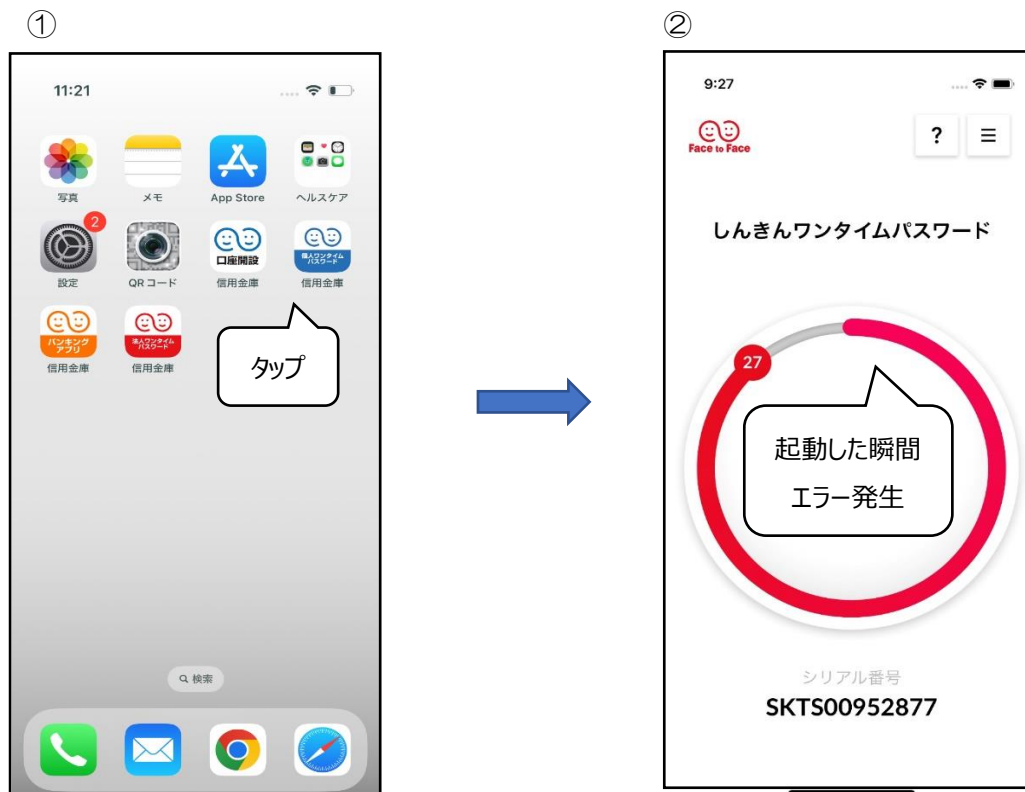 ①
11:21
写真
メモ
App Store
ヘルスケア
2
設定
QR コード
口座開設
信用金庫
個人ワンタイム
パスワード
信用金庫
バンキング
アプリ
信用金庫
法人ワンタイム
パスワード
信用金庫
タップ
検索
②
9:27
Face to Face
?
しんきんワンタイムパスワード
27
起動した瞬間
エラー発生
シリアル番号
SKTS00952877